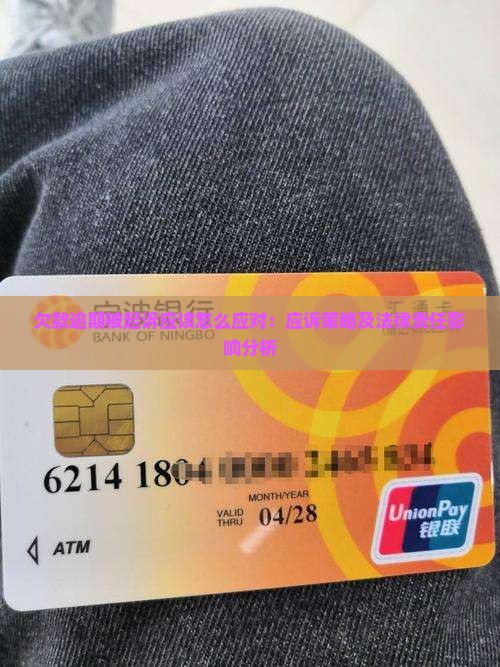 宁波银行
汇通卡
欠款逾期被起诉应该怎么应对：应诉策略及法律责任影
响分析
BANK OF NINGBO
6214 1804
MONTH/YEAR
VALID
THRU 04/28
ATM
UnionPay
银联